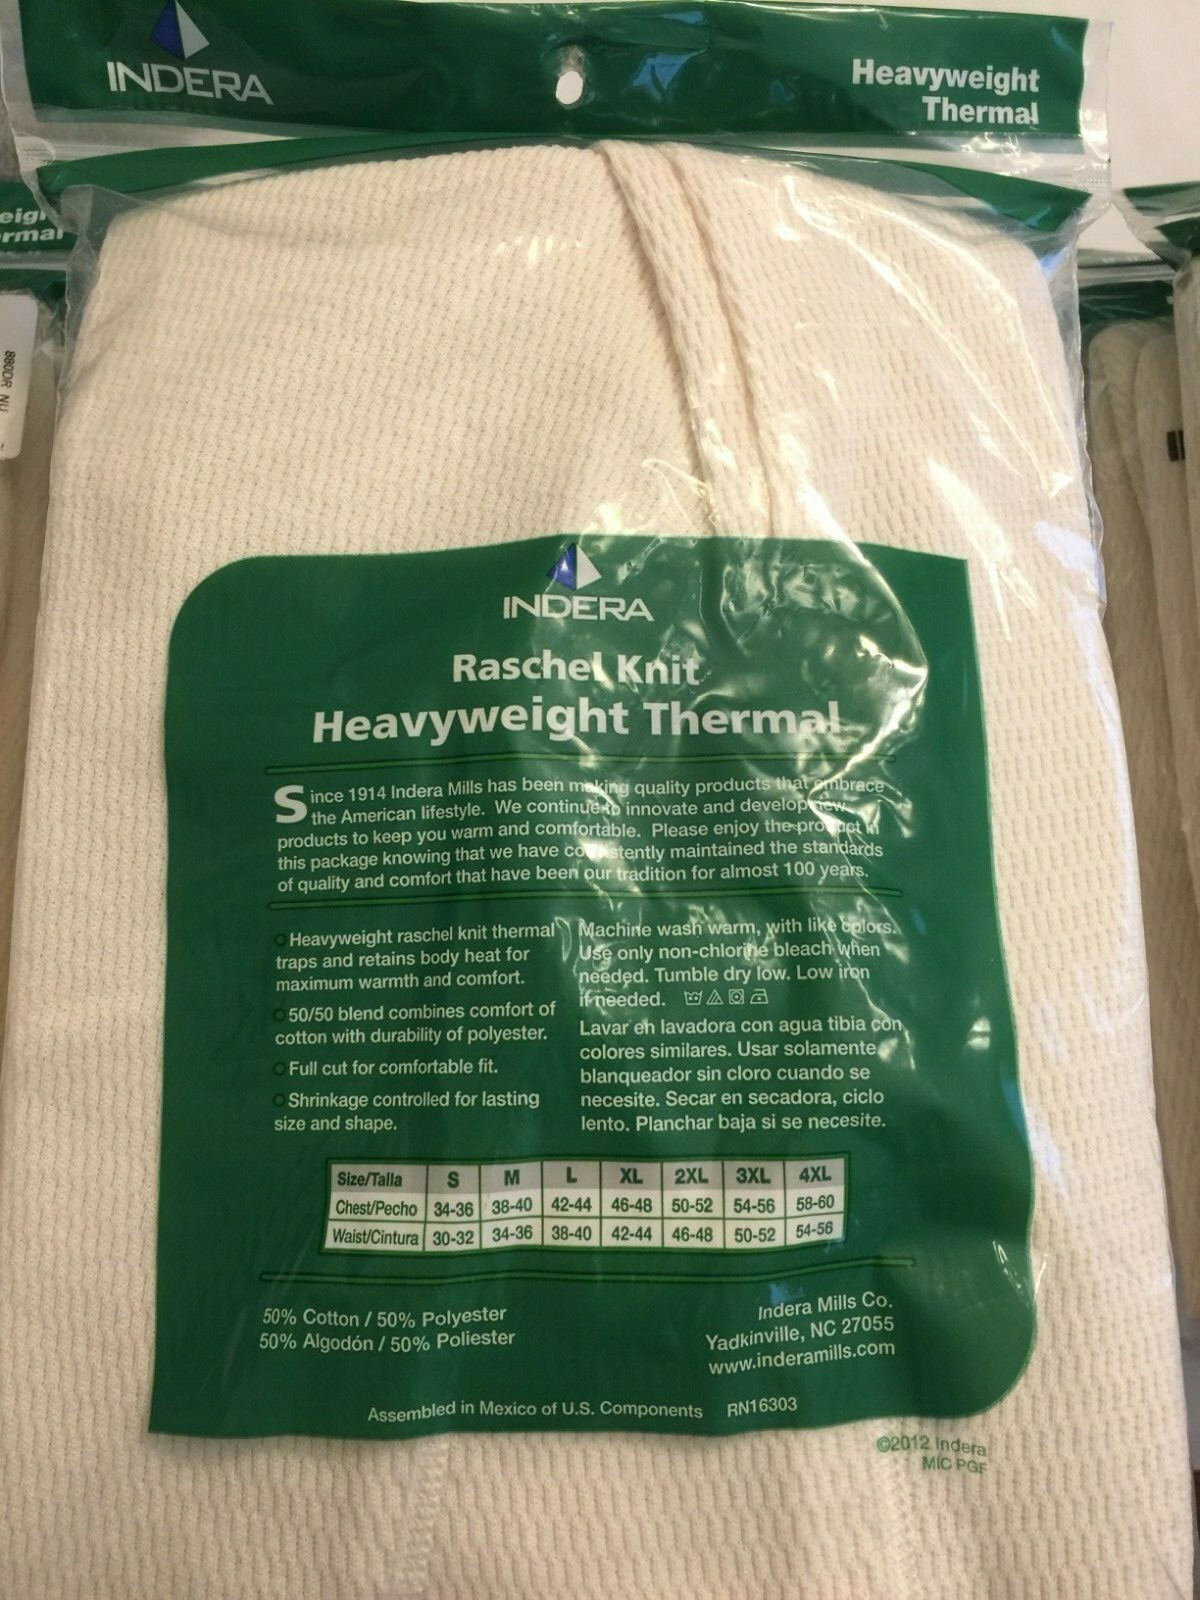 INDERA
Heavyweight
Thermal
eigh
rmal
880DR NU
INDERA
Raschel Knit
Heavyweight Thermal
Since 1914 Indera Mills has been making quality products that embrace
the American lifestyle. We continue to innovate and develop new
products to keep you warm and comfortable. Please enjoy the product in
this package knowing that we have consistently maintained the standards
of quality and comfort that have been our tradition for almost 100 years.
Heavyweight raschel knit thermal
traps and retains body heat for
maximum warmth and comfort.
50/50 blend combines comfort of
cotton with durability of polyester.
Full cut for comfortable fit.
Shrinkage controlled for lasting
size and shape.
Machine wash warm, with like colors.
Use only non-chlorine bleach when
needed. Tumble dry low. Low iron
if needed.
Lavar en lavadora con agua tibia con
colores similares. Usar solamente
blanqueador sin cloro cuando se
necesite. Secar en secadora, ciclo
lento. Planchar baja si se necesite.
Size/Talla S M L XL 2XL 3XL 4XL
Chest/Pecho 34-36 38-40 42-44 46-48 50-52 54-56 58-60
Waist/Cintura 30-32 34-36 38-40 42-44 46-48 50-52 54-56
50% Cotton / 50% Polyester
50% Algodón / 50% Poliester
Indera Mills Co.
Yadkinville, NC 27055
www.inderamills.com
Assembled in Mexico of U.S. Components RN16303
©2012 Indera
MIC PGF